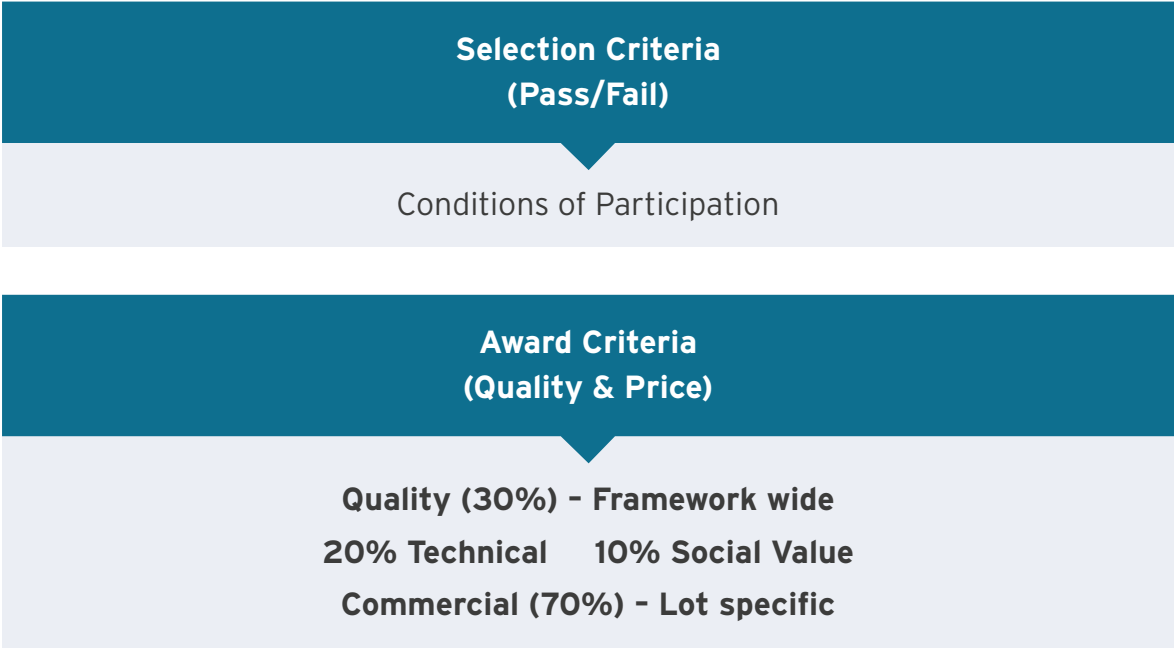 Selection Criteria
(Pass/Fail)
Conditions of Participation
Award Criteria
(Quality & Price)
Quality (30%) – Framework wide
20% Technical 10% Social Value
Commercial (70%) – Lot specific